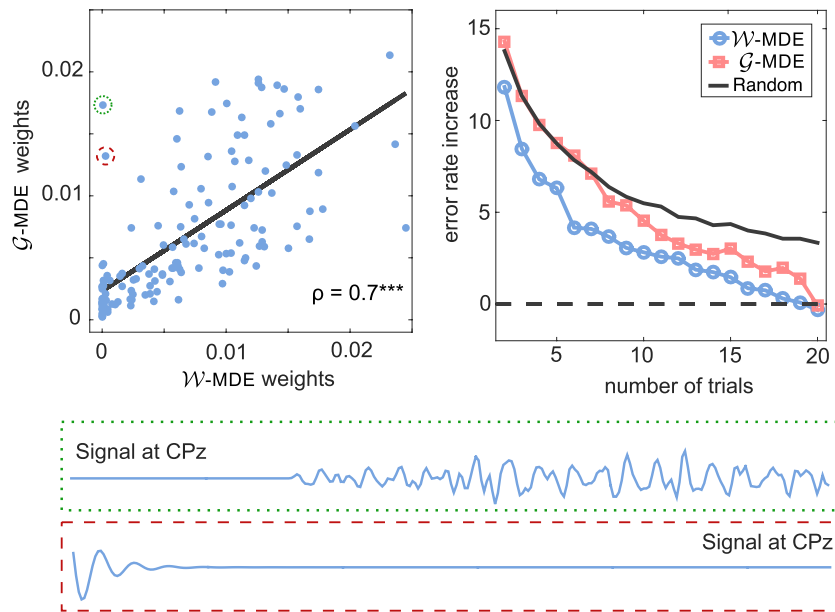 0.02
0.01
0
0
0.01
0.02
𝒢-MDE weights
𝒲-MDE weights
ρ = 0.7***
15
10
5
0
5
10
15
20
error rate increase
number of trials
𝒲-MDE
𝒢-MDE
Random
Signal at CPz
Signal at CPz